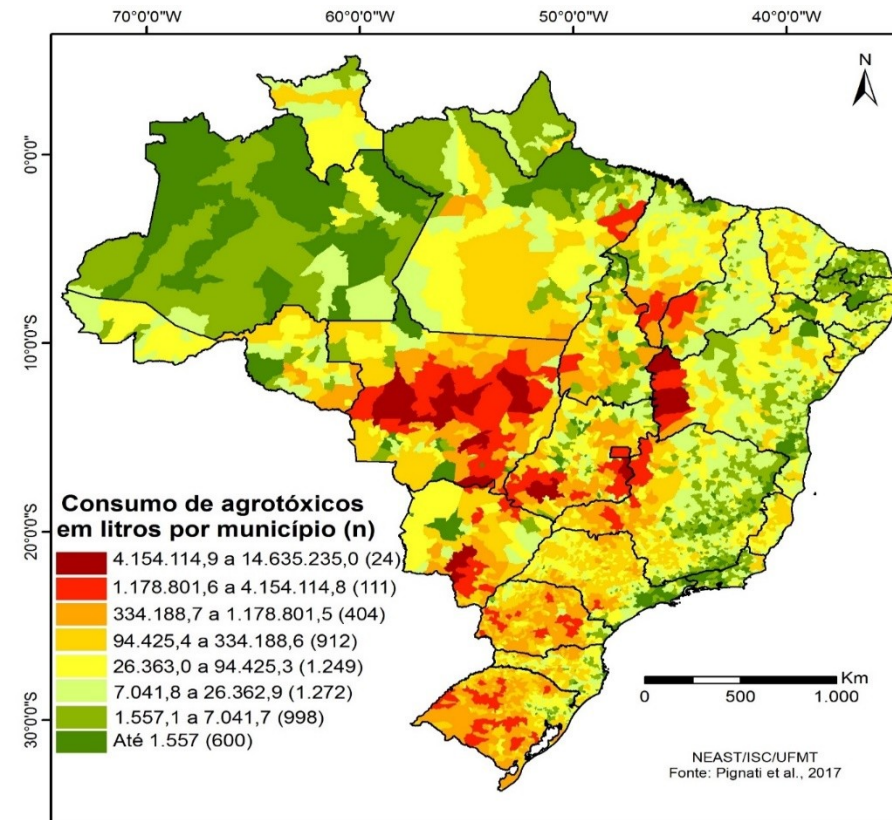 70°0'0"W 60°0'0"W 50°0'0"W 40°0'0"W
N
0°0'0"
10°0'0"S
20°0'0"S
30°0'0"S
Consumo de agrotóxicos
em litros por município (n)
4.154.114,9 a 14.635.235,0 (24)
1.178.801,6 a 4.154.114,8 (111)
334.188,7 a 1.178.801,5 (404)
94.425,4 a 334.188,6 (912)
26.363,0 a 94.425,3 (1.249)
7.041,8 a 26.362,9 (1.272)
1.557,1 a 7.041,7 (998)
Até 1.557 (600)
Km
0 500 1.000
NEAST/ISC/UFMT
Fonte: Pignati et al., 2017